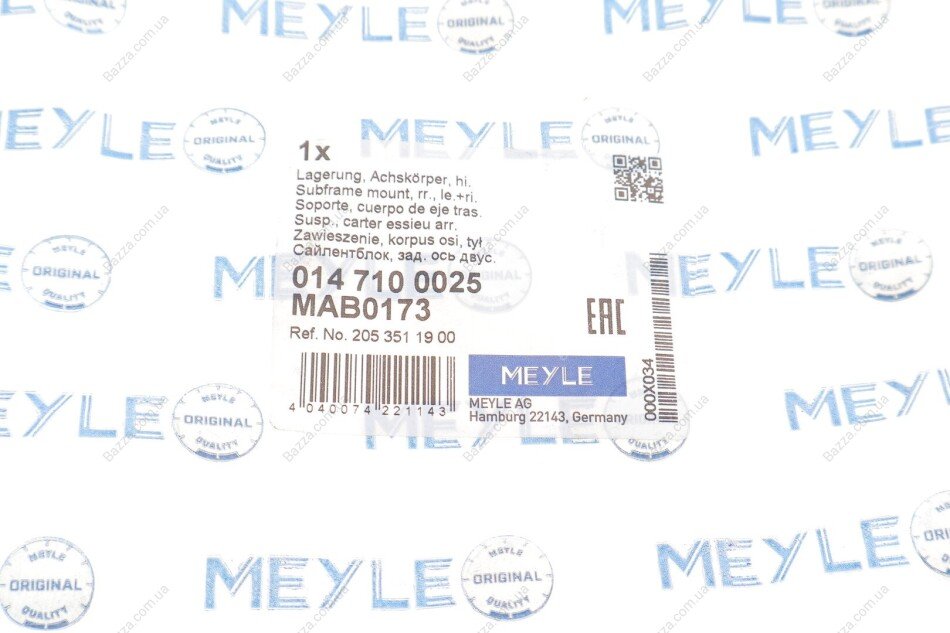 1x
Lagerung, Achskörper, hi.
Subframe mount, rr., le.+ri.
Soporte, cuerpo de eje tras.
Susp., carter essieu arr.
Zawieszenie, korpus osi, tył
Сайлентблок, зад. ось двус.
014 710 0025
MAB0173
Ref. No. 205 351 19 00
EAC
4 040074 221143
MEYLE
MEYLE AG
Hamburg 22143, Germany
000X034
MEYLE
MEYLE
ORIGINAL
QUALITY
Bazza.com.ua